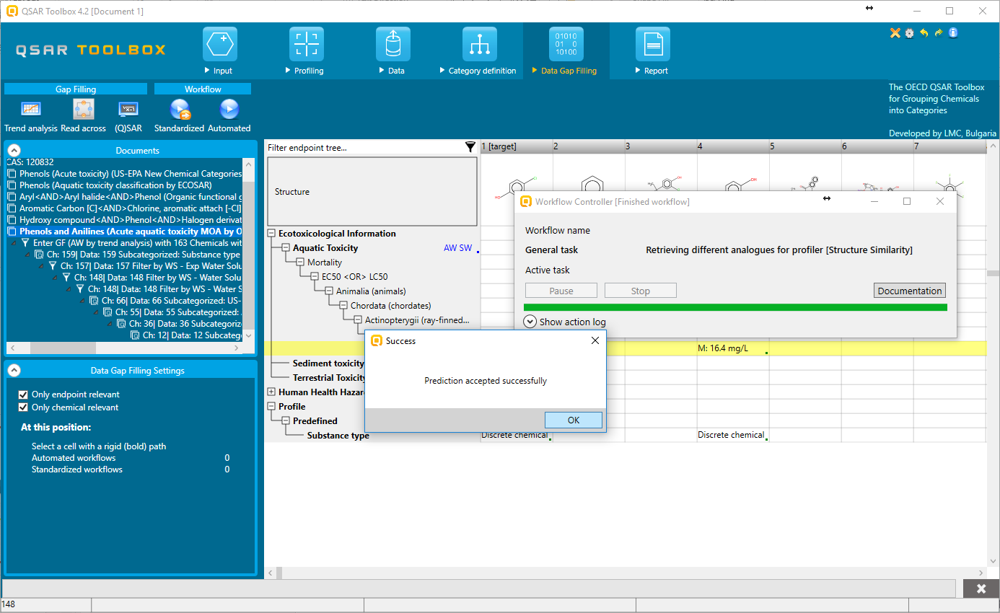 QSAR Toolbox 4.2 [Document 1]
QSAR TOOLBOX
Input
Profiling
Data
Category definition
01010
01 0
10100
Data Gap Filling
Report
Gap Filling
Workflow
Trend analysis
Read across
(Q)SAR
Standardized
Automated
The OECD QSAR Toolbox
for Grouping Chemicals
into Categories
Developed by LMC, Bulgaria
Documents
CAS: 120832
Phenols (Acute toxicity) (US-EPA New Chemical Categories
Phenols (Aquatic toxicity classification by ECOSAR)
Aryl<AND>Aryl halide<AND>Phenol (Organic functional g
Aromatic Carbon [C]<AND>Chlorine, aromatic attach [-Cl]
Hydroxy compound<AND>Phenol<AND>Halogen derivat
Phenols and Anilines (Acute aquatic toxicity MOA by O
Enter GF (AW by trend analysis) with 163 Chemicals wit
Ch: 159| Data: 159 Subcategorized: Substance type
Ch: 157| Data: 157 Filter by WS - Exp Water Solu
Ch: 148| Data: 148 Filter by WS - Water Solu
Ch: 148| Data: 148 Filter by WS - Water S
Ch: 66| Data: 66 Subcategorized: US-
Ch: 55| Data: 55 Subcategorized: .
Ch: 36| Data: 36 Subcategoriz
Ch: 12| Data: 12 Subcateg
Data Gap Filling Settings
Only endpoint relevant
Only chemical relevant
At this position:
Select a cell with a rigid (bold) path
Automated workflows 0
Standardized workflows 0
Filter endpoint tree...
1 [target] 2 3 4 5 6 7
Structure
Ecotoxicological Information
Aquatic Toxicity AW SW
Mortality
EC50 <OR> LC50
Animalia (animals)
Chordata (chordates)
Actinopterygii (ray-finned...
M: 16.4 mg/L
Sediment toxicity
Terrestrial Toxicity
Human Health Hazar
Profile
Predefined
Substance type
Discrete chemical
Discrete chemical
Workflow Controller [Finished workflow]
Workflow name
General task Retrieving different analogues for profiler [Structure Similarity]
Active task
Pause
Stop
Documentation
Show action log
Success
Prediction accepted successfully
OK
148